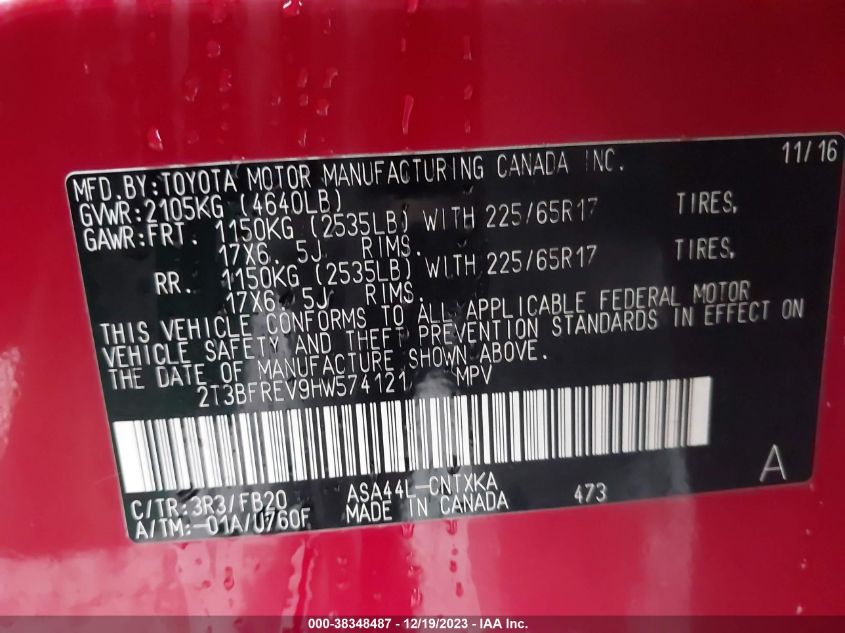 11/16
MFD.BY:TOYOTA MOTOR MANUFACTURING CANADA INC.
GVWR:2105KG (4640LB)
GAWR:FRT. 1150KG (2535LB) WITH 225/65R17 TIRES,
17X6. 5J RIMS.
RR. 1150KG (2535LB) WITH 225/65R17 TIRES,
17X6. 5J RIMS.
THIS VEHICLE CONFORMS TO ALL APPLICABLE FEDERAL MOTOR
VEHICLE SAFETY AND THEFT PREVENTION STANDARDS IN EFFECT ON
THE DATE OF MANUFACTURE SHOWN ABOVE.
2T3BFREV9HW574121 MPV
A
C/TR:3R3/FB20 ASA44L-CNTXKA 473
A/TM:-01A/U760F MADE IN CANADA
000-38348487 - 12/19/2023 - IAA Inc.